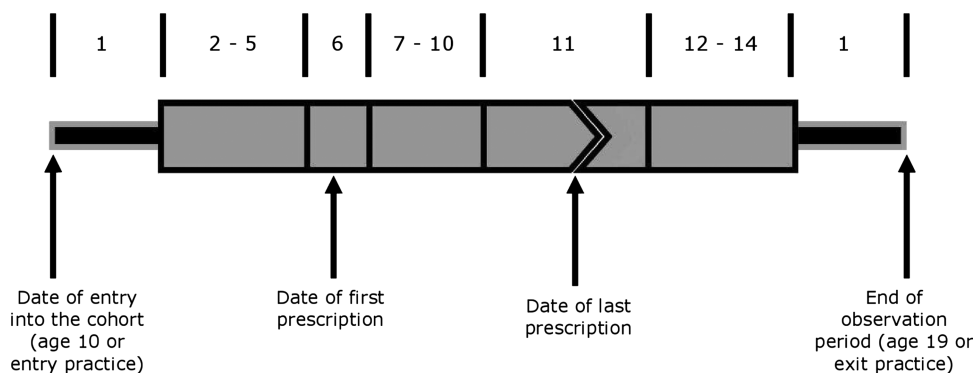 1
2 - 5
6
7 - 10
11
12 - 14
1
Date of entry
into the cohort
(age 10 or
entry practice)
Date of first
prescription
Date of last
prescription
End of
observation
period (age 19 or
exit practice)